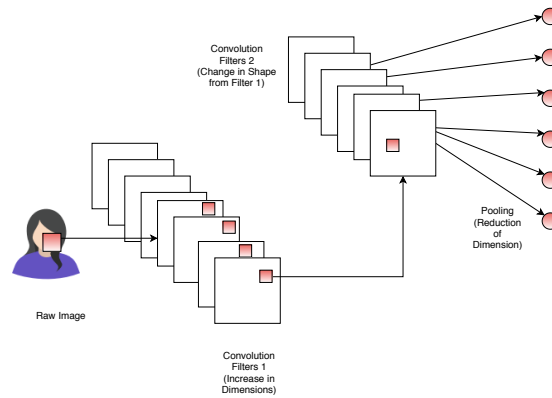 Convolution
Filters 2
(Change in Shape
from Filter 1)
Pooling
(Reduction
of
Dimension)
Raw Image
Convolution
Filters 1
(Increase in
Dimensions)